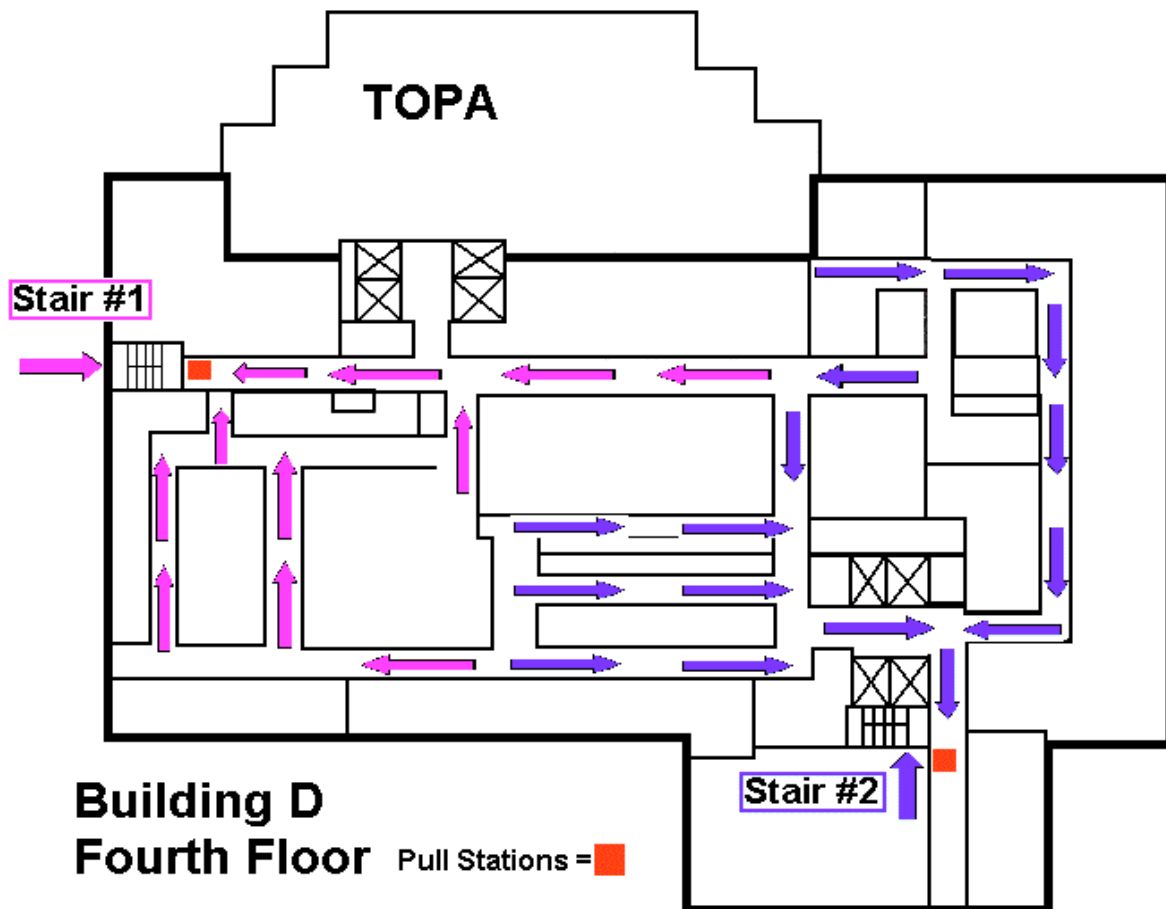 TOPA
Stair #1
Stair #2
Building D
Fourth Floor
Pull Stations =